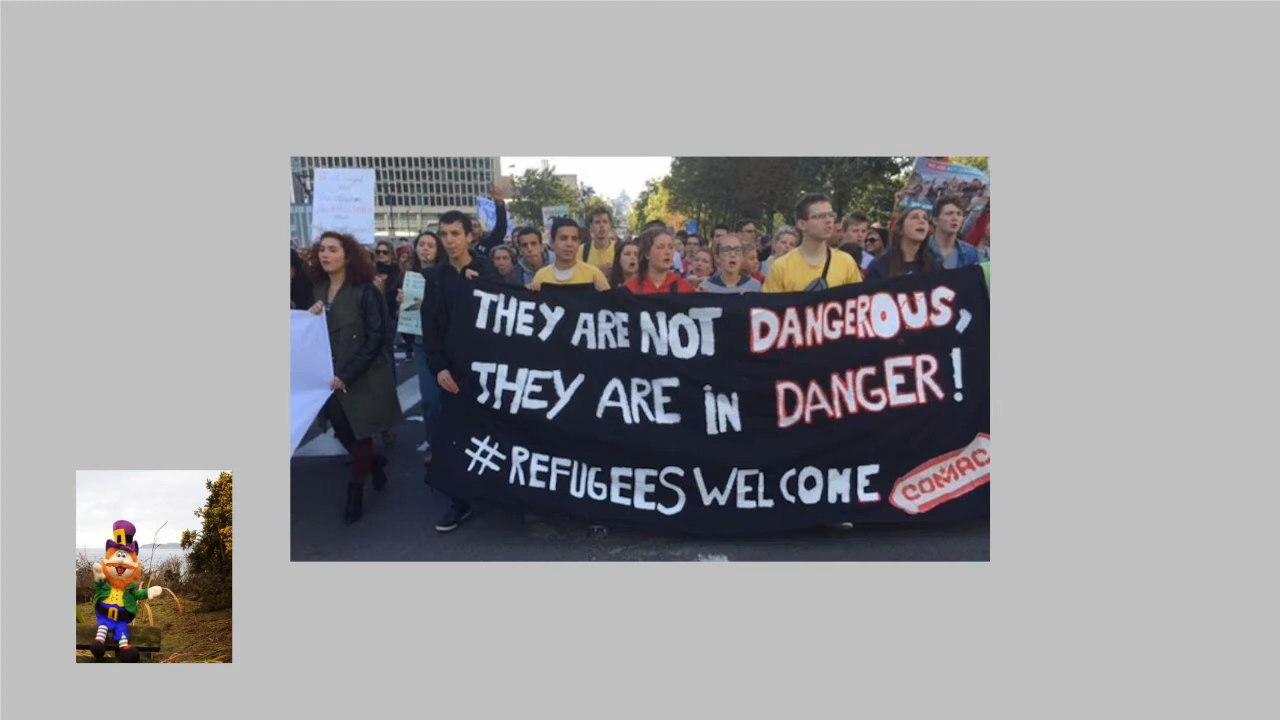 THEY ARE NOT DANGEROUS,
THEY ARE iN DANGER!
#REFUGEES WELCOME
COMAC